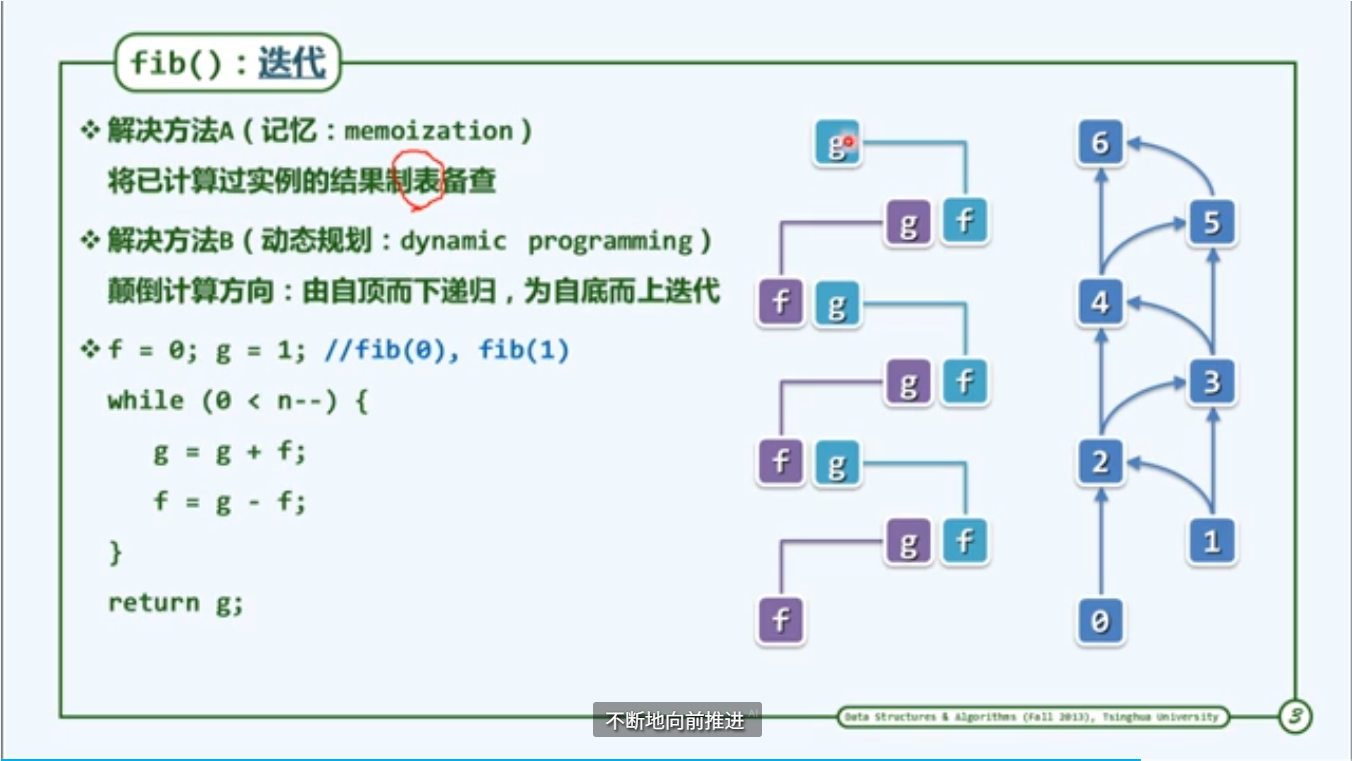 fib()：迭代
❖ 解决方法A（记忆：memoization）
将已计算过实例的结果制表备查
❖ 解决方法B（动态规划：dynamic programming）
颠倒计算方向：由自顶而下递归，为自底而上迭代
❖ f = 0; g = 1; //fib(0), fib(1)
while (0 < n--) {
g = g + f;
f = g - f;
}
return g;
g
g f
f g
g f
f g
g f
f
6
5
4
3
2
1
0
不断地向前推进
Data Structures & Algorithms (Fall 2013), Tsinghua University
3